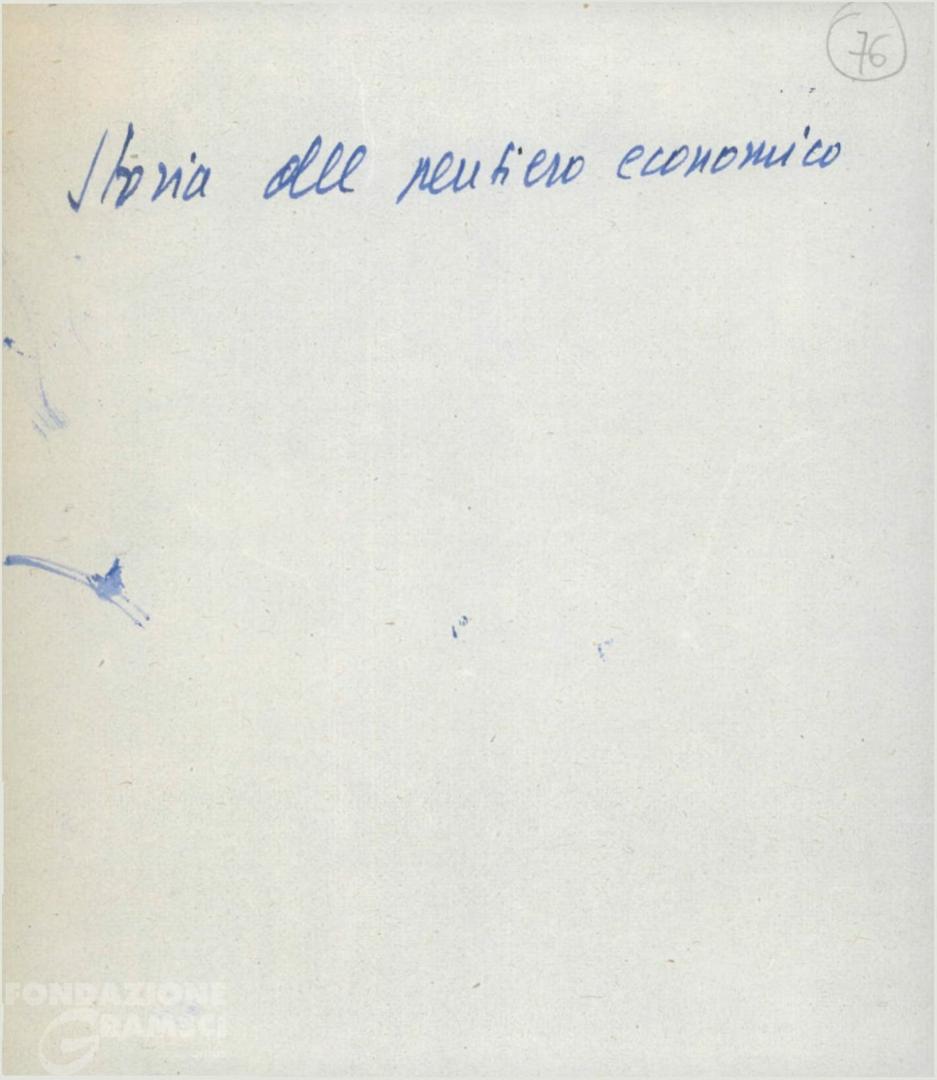 76
Storia del pensiero economico
FONDAZIONE
GRAMSCI